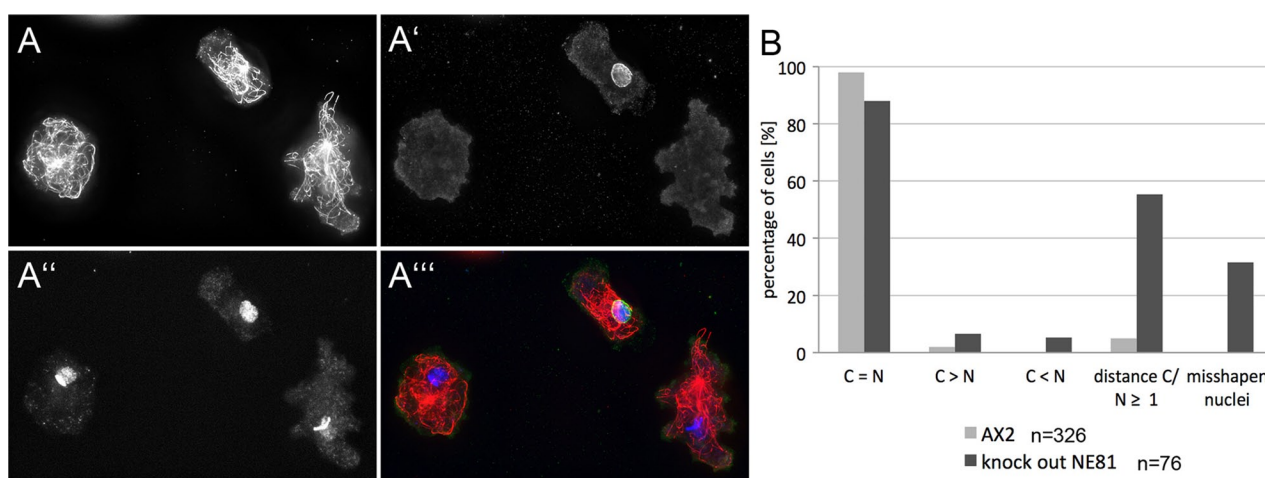 A
A‘
A‘‘
A‘‘‘
B
percentage of cells [%]
100
80
60
40
20
0
C = N
C > N
C < N
distance C/
N ≥ 1
misshapen
nuclei
AX2 n=326
knock out NE81 n=76